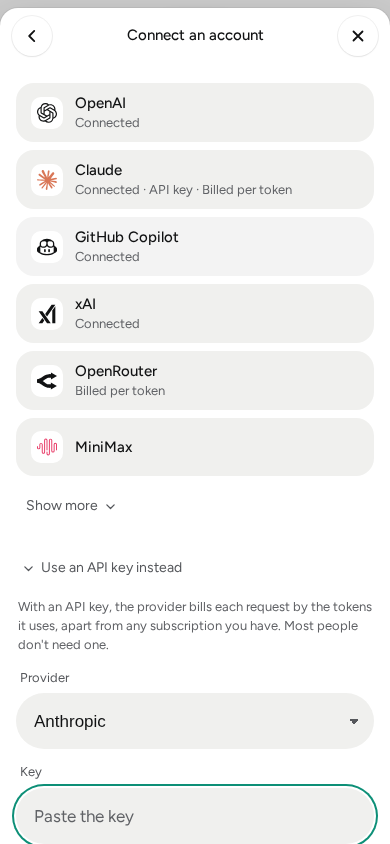 Connect an account
OpenAI
Connected
Claude
Connected · API key · Billed per token
GitHub Copilot
Connected
xAI
Connected
OpenRouter
Billed per token
MiniMax
Show more
Use an API key instead
With an API key, the provider bills each request by the tokens
it uses, apart from any subscription you have. Most people
don't need one.
Provider
Anthropic
Key
Paste the key